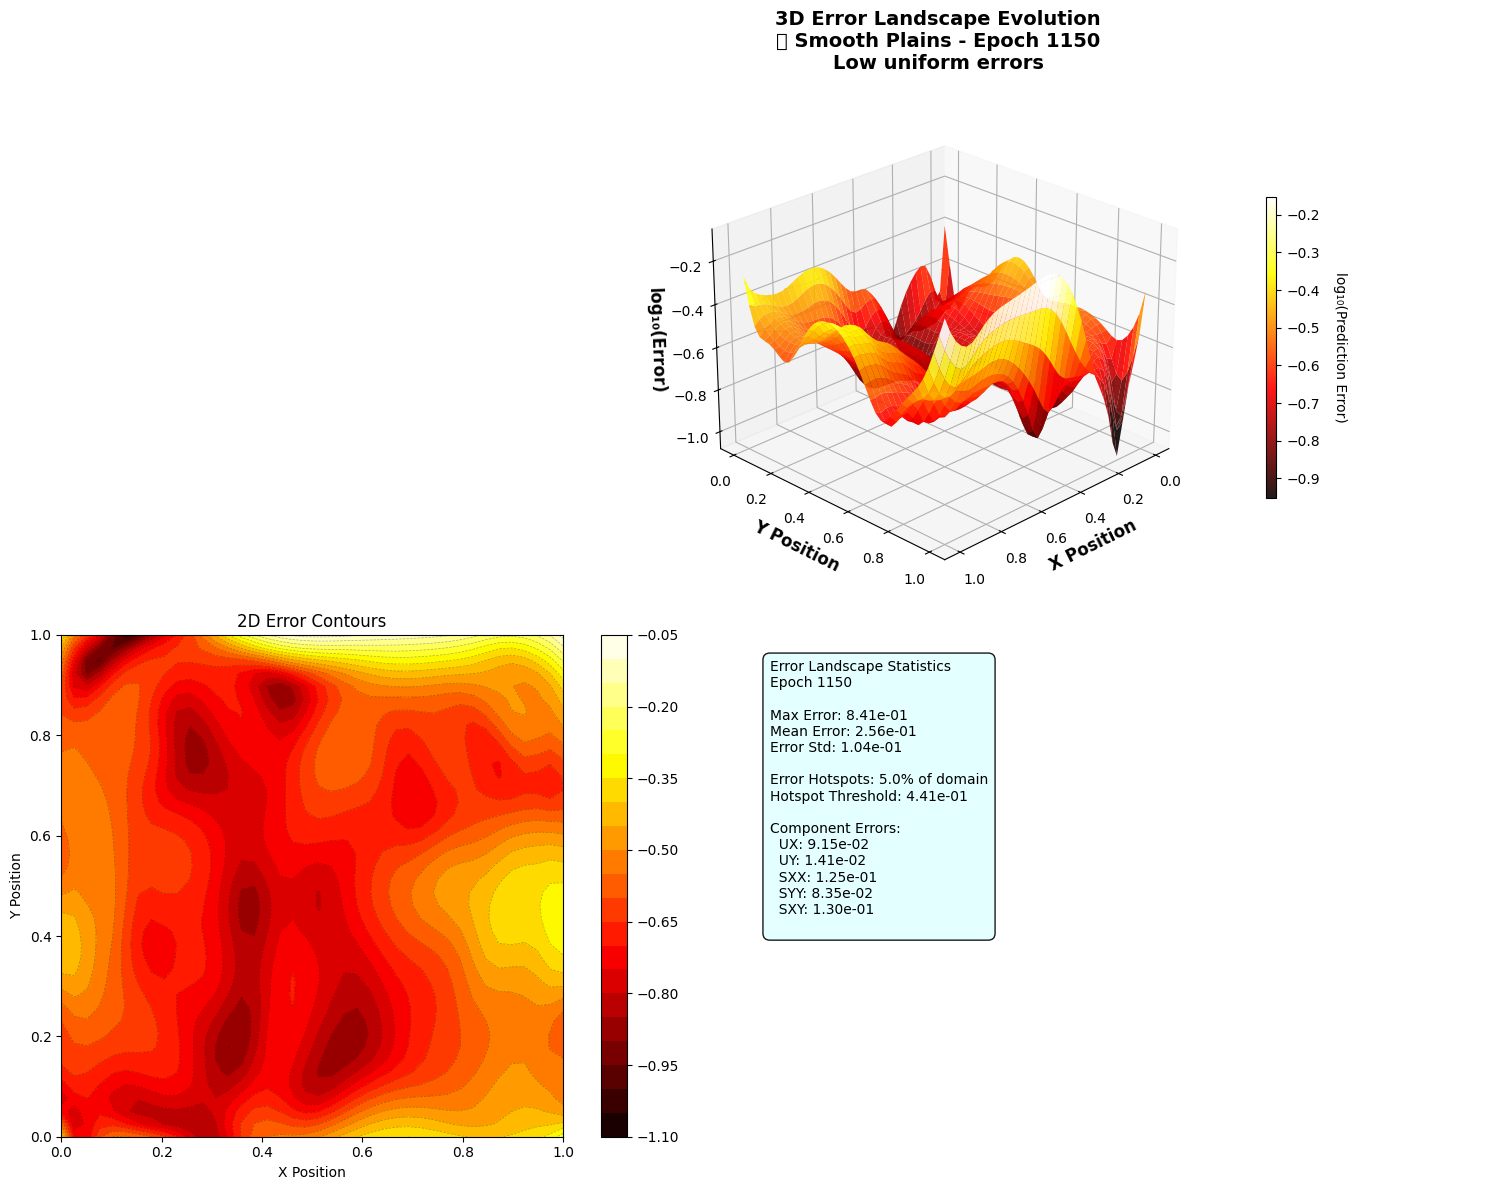 3D Error Landscape Evolution
▯ Smooth Plains - Epoch 1150
Low uniform errors
log₁₀(Error)
−0.2
−0.4
−0.6
−0.8
−1.0
0.0
0.2
0.4
0.6
0.8
1.0
Y Position
0.0
0.2
0.4
0.6
0.8
1.0
X Position
−0.2
−0.3
−0.4
−0.5
−0.6
−0.7
−0.8
−0.9
log₁₀(Prediction Error)
2D Error Contours
1.0
0.8
0.6
0.4
0.2
0.0
Y Position
0.0
0.2
0.4
0.6
0.8
1.0
X Position
−0.05
−0.20
−0.35
−0.50
−0.65
−0.80
−0.95
−1.10
Error Landscape Statistics
Epoch 1150
Max Error: 8.41e-01
Mean Error: 2.56e-01
Error Std: 1.04e-01
Error Hotspots: 5.0% of domain
Hotspot Threshold: 4.41e-01
Component Errors:
UX: 9.15e-02
UY: 1.41e-02
SXX: 1.25e-01
SYY: 8.35e-02
SXY: 1.30e-01